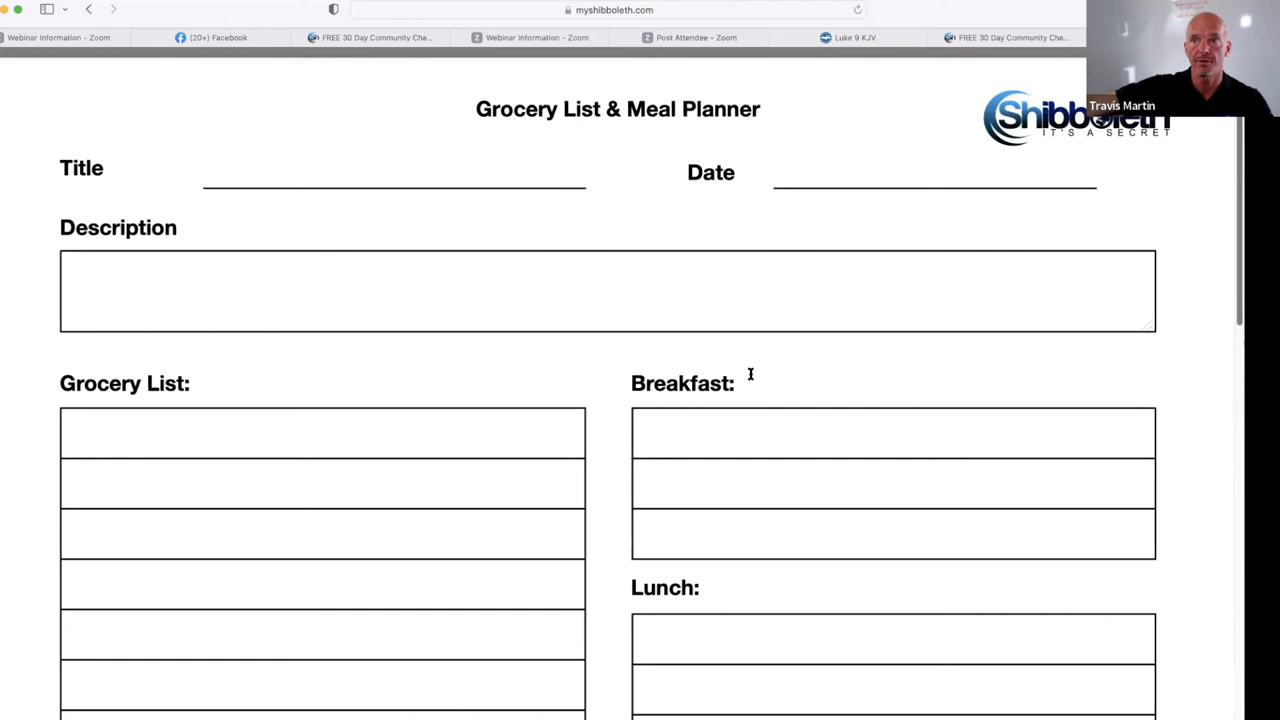 myshibboleth.com
Webinar Information - Zoom
(20+) Facebook
FREE 30 Day Community Cha...
Webinar Information - Zoom
Post Attendee - Zoom
Luke 9 KJV
FREE 30 Day Community Cha...
Travis Martin
Grocery List & Meal Planner
Shibboleth
IT'S A SECRET
Title
Date
Description
Grocery List:
Breakfast:
Lunch: